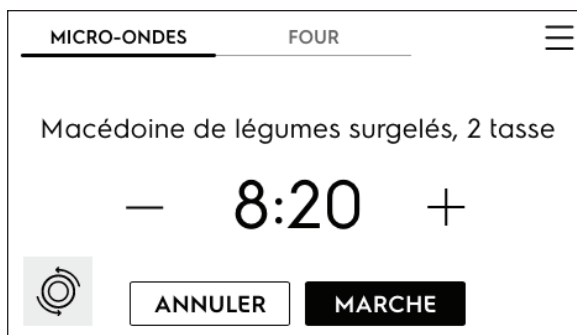 MICRO-ONDES FOUR
Macédoine de légumes surgelés, 2 tasse
— 8:20 +
ANNULER MARCHE